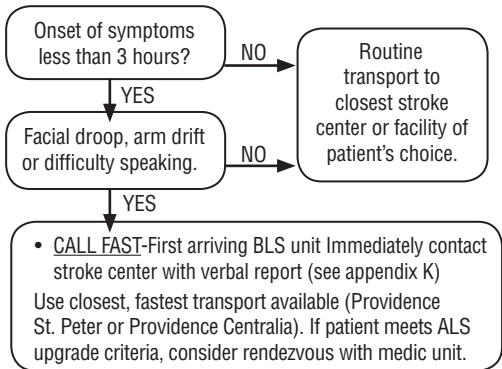 Onset of symptoms
less than 3 hours?
NO
Routine
transport to
closest stroke
center or facility of
patient's choice.
YES
Facial droop, arm drift
or difficulty speaking.
NO
YES
• CALL FAST-First arriving BLS unit Immediately contact
stroke center with verbal report (see appendix K)
Use closest, fastest transport available (Providence
St. Peter or Providence Centralia). If patient meets ALS
upgrade criteria, consider rendezvous with medic unit.